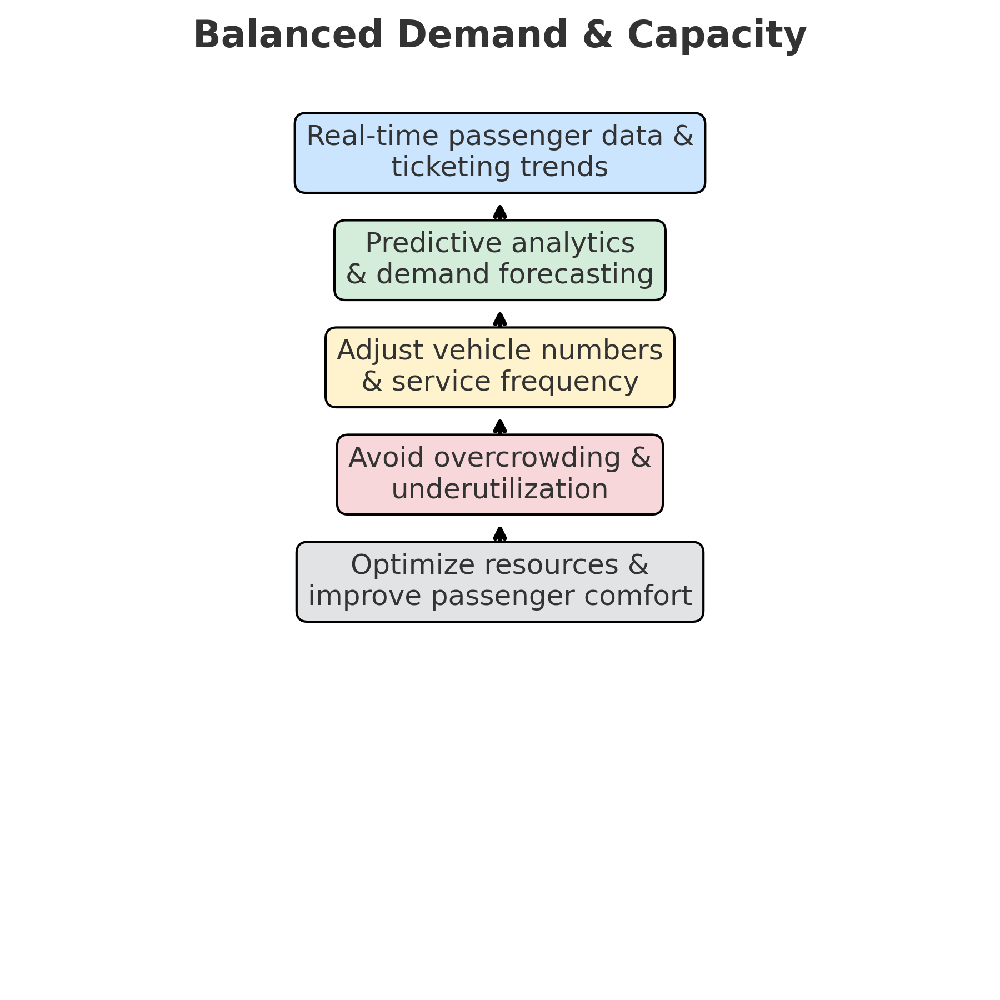 Balanced Demand & Capacity
Real-time passenger data &
ticketing trends
Predictive analytics
& demand forecasting
Adjust vehicle numbers
& service frequency
Avoid overcrowding &
underutilization
Optimize resources &
improve passenger comfort